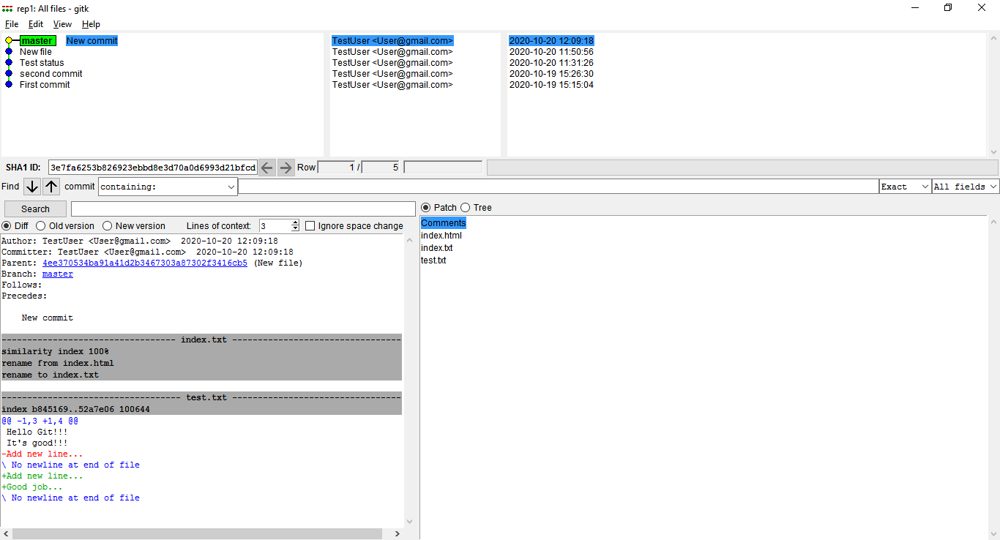 rep1: All files - gitk
File Edit View Help
master New commit TestUser <User@gmail.com> 2020-10-20 12:09:18
New file TestUser <User@gmail.com> 2020-10-20 11:50:56
Test status TestUser <User@gmail.com> 2020-10-20 11:31:26
second commit TestUser <User@gmail.com> 2020-10-19 15:26:30
First commit TestUser <User@gmail.com> 2020-10-19 15:15:04
SHA1 ID: 3e7fa6253b826923ebbd8e3d70a0d6993d21bfcd Row 1 / 5
Find commit containing: Exact All fields
Search Patch Tree
Diff Old version New version Lines of context: 3 Ignore space change
Comments
index.html
index.txt
test.txt
Author: TestUser <User@gmail.com>  2020-10-20 12:09:18
Committer: TestUser <User@gmail.com>  2020-10-20 12:09:18
Parent: 4ee370534ba91a41d2b3467303a87302f3416cb5 (New file)
Branch: master
Follows:
Precedes:
New commit
---------------------------------- index.txt ---------------------------------
similarity index 100%
rename from index.html
rename to index.txt
----------------------------------- test.txt ---------------------------------
index b845169..52a7e06 100644
@@ -1,3 +1,4 @@
Hello Git!!!
It's good!!!
-Add new line...
\ No newline at end of file
+Add new line...
+Good job...
\ No newline at end of file